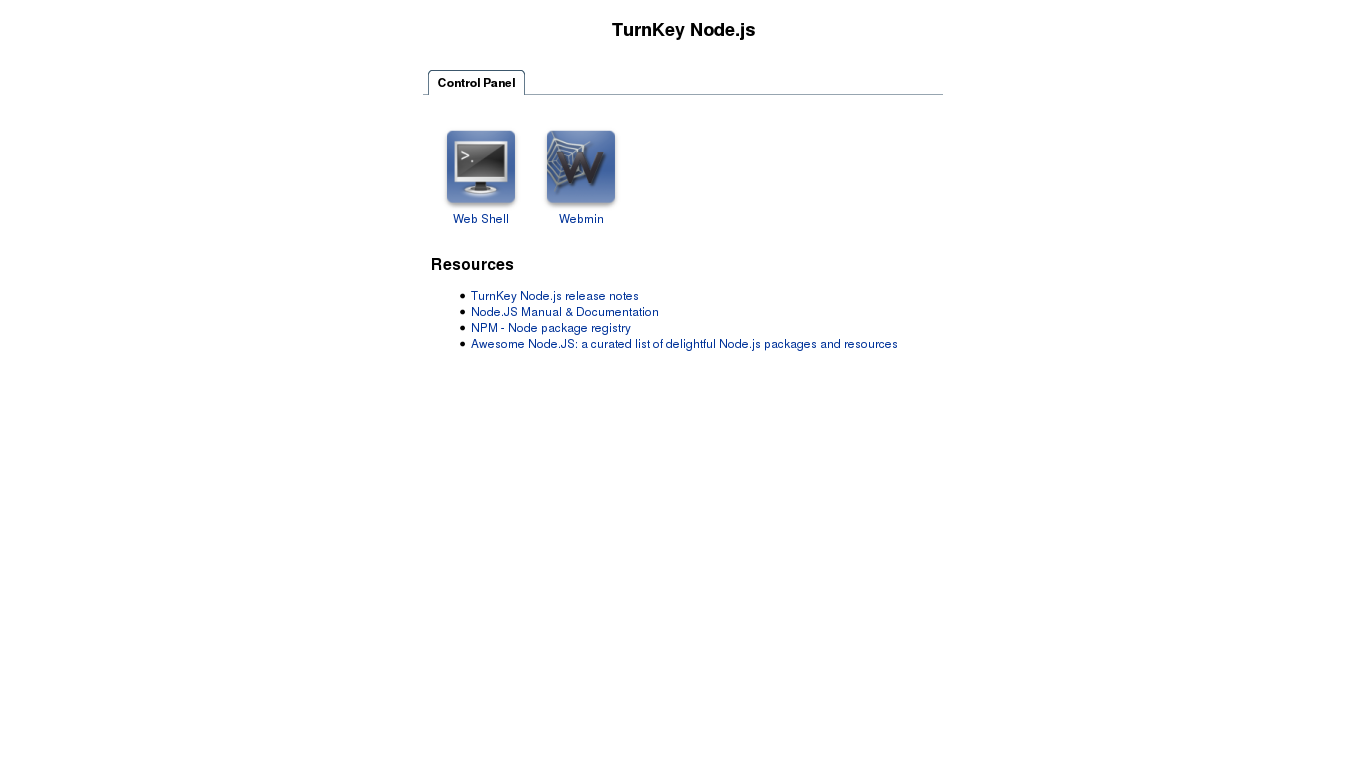 TurnKey Node.js
Control Panel
>.
W
Web Shell Webmin
Resources
TurnKey Node.js release notes
Node.JS Manual & Documentation
NPM - Node package registry
Awesome Node.JS: a curated list of delightful Node.js packages and resources